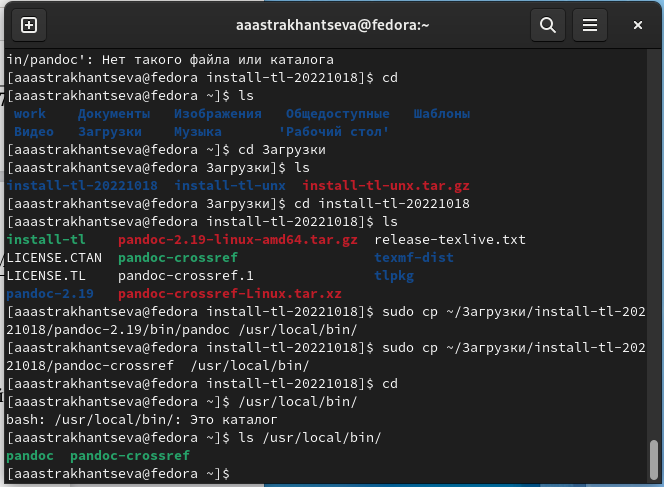 aaastrakhantseva@fedora:~
in/pandoc': Нет такого файла или каталога
[aaastrakhantseva@fedora install-tl-20221018]$ cd
[aaastrakhantseva@fedora ~]$ ls
work Документы Изображения Общедоступные Шаблоны
Видео Загрузки Музыка 'Рабочий стол'
[aaastrakhantseva@fedora ~]$ cd Загрузки
[aaastrakhantseva@fedora Загрузки]$ ls
install-tl-20221018 install-tl-unx install-tl-unx.tar.gz
[aaastrakhantseva@fedora Загрузки]$ cd install-tl-20221018
[aaastrakhantseva@fedora install-tl-20221018]$ ls
install-tl pandoc-2.19-linux-amd64.tar.gz release-texlive.txt
LICENSE.CTAN pandoc-crossref texmf-dist
LICENSE.TL pandoc-crossref.1 tlpkg
pandoc-2.19 pandoc-crossref-Linux.tar.xz
[aaastrakhantseva@fedora install-tl-20221018]$ sudo cp ~/Загрузки/install-tl-202
21018/pandoc-2.19/bin/pandoc /usr/local/bin/
[aaastrakhantseva@fedora install-tl-20221018]$ sudo cp ~/Загрузки/install-tl-202
21018/pandoc-crossref /usr/local/bin/
[aaastrakhantseva@fedora install-tl-20221018]$ cd
[aaastrakhantseva@fedora ~]$ /usr/local/bin/
bash: /usr/local/bin/: Это каталог
[aaastrakhantseva@fedora ~]$ ls /usr/local/bin/
pandoc pandoc-crossref
[aaastrakhantseva@fedora ~]$